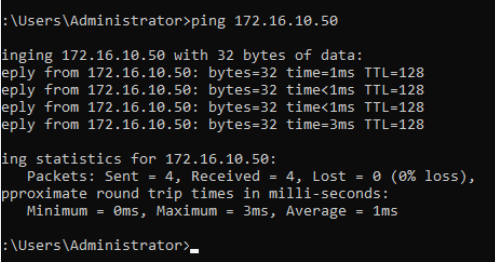 :\Users\Administrator>ping 172.16.10.50
inging 172.16.10.50 with 32 bytes of data:
eply from 172.16.10.50: bytes=32 time=1ms TTL=128
eply from 172.16.10.50: bytes=32 time<1ms TTL=128
eply from 172.16.10.50: bytes=32 time<1ms TTL=128
eply from 172.16.10.50: bytes=32 time=3ms TTL=128
ing statistics for 172.16.10.50:
Packets: Sent = 4, Received = 4, Lost = 0 (0% loss),
pproximate round trip times in milli-seconds:
Minimum = 0ms, Maximum = 3ms, Average = 1ms
:\Users\Administrator>